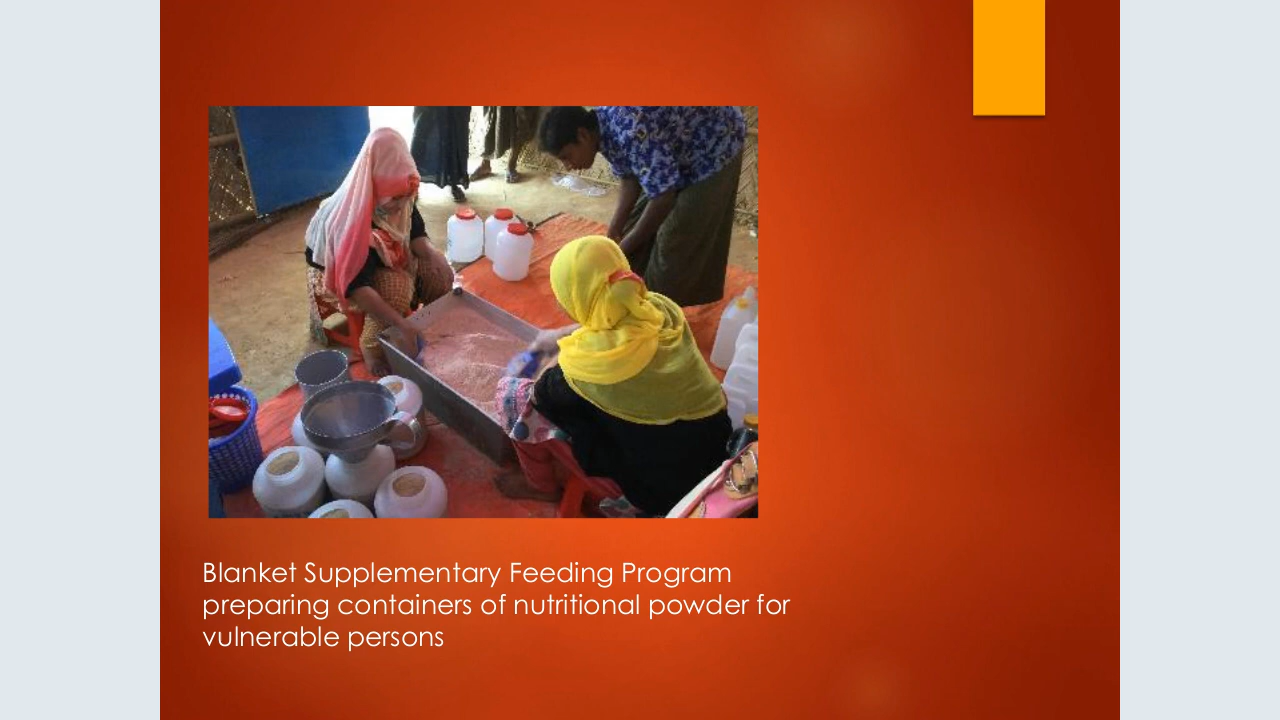 Blanket Supplementary Feeding Program
preparing containers of nutritional powder for
vulnerable persons